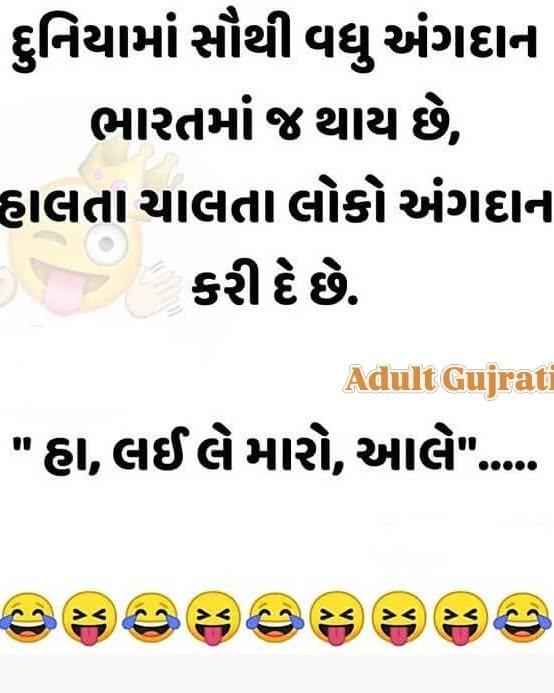 દુનિયામાં સૌથી વધુ અંગદાન
ભારતમાં જ થાય છે,
હાલતા ચાલતા લોકો અંગદાન
કરી દે છે.
Adult Gujrati
" હા, લઈ લે મારો, આલે".....